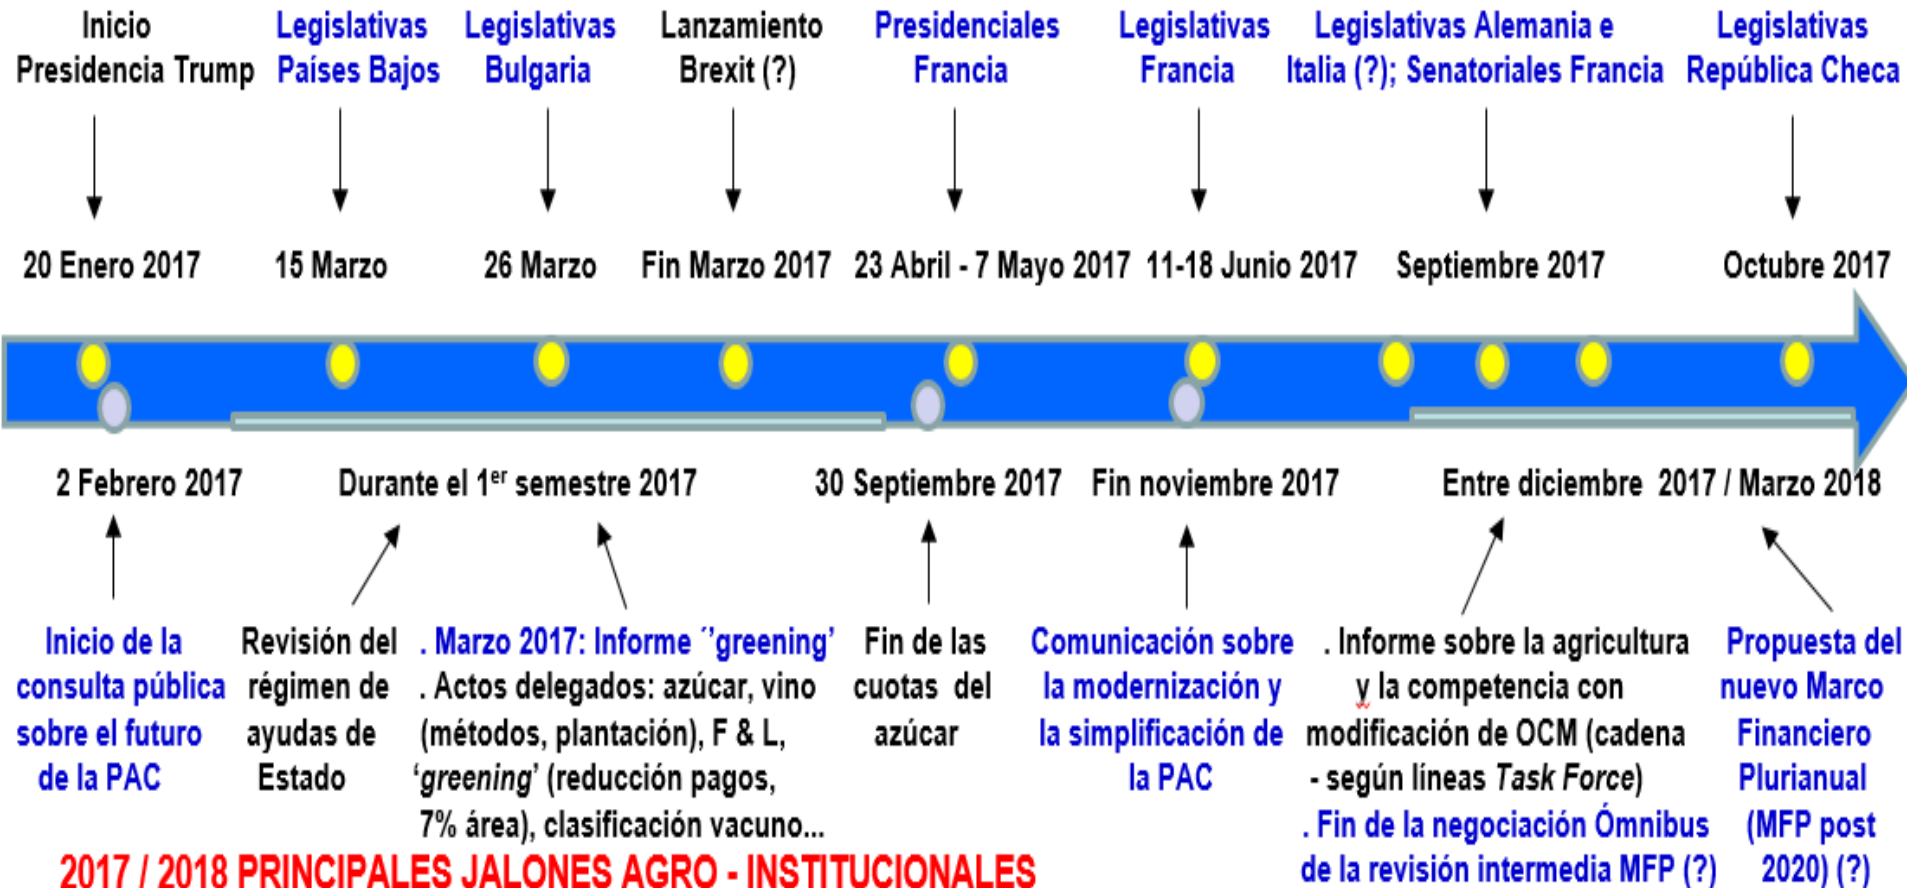 Inicio
Presidencia Trump
Legislativas
Países Bajos
Legislativas
Bulgaria
Lanzamiento
Brexit (?)
Presidenciales
Francia
Legislativas
Francia
Legislativas Alemania e
Italia (?); Senatoriales Francia
Legislativas
República Checa
20 Enero 2017
15 Marzo
26 Marzo
Fin Marzo 2017
23 Abril - 7 Mayo 2017
11-18 Junio 2017
Septiembre 2017
Octubre 2017
2 Febrero 2017
Durante el 1er semestre 2017
30 Septiembre 2017
Fin noviembre 2017
Entre diciembre 2017 / Marzo 2018
Inicio de la
consulta pública
sobre el futuro
de la PAC
Revisión del
régimen de
ayudas de
Estado
. Marzo 2017: Informe ´’greening’
. Actos delegados: azúcar, vino
(métodos, plantación), F & L,
‘greening’ (reducción pagos,
7% área), clasificación vacuno...
Fin de las
cuotas del
azúcar
Comunicación sobre
la modernización y
la simplificación de
la PAC
. Informe sobre la agricultura
y la competencia con
modificación de OCM (cadena
- según líneas Task Force)
. Fin de la negociación Ómnibus
de la revisión intermedia MFP (?)
Propuesta del
nuevo Marco
Financiero
Plurianual
(MFP post
2020) (?)
2017 / 2018 PRINCIPALES JALONES AGRO - INSTITUCIONALES